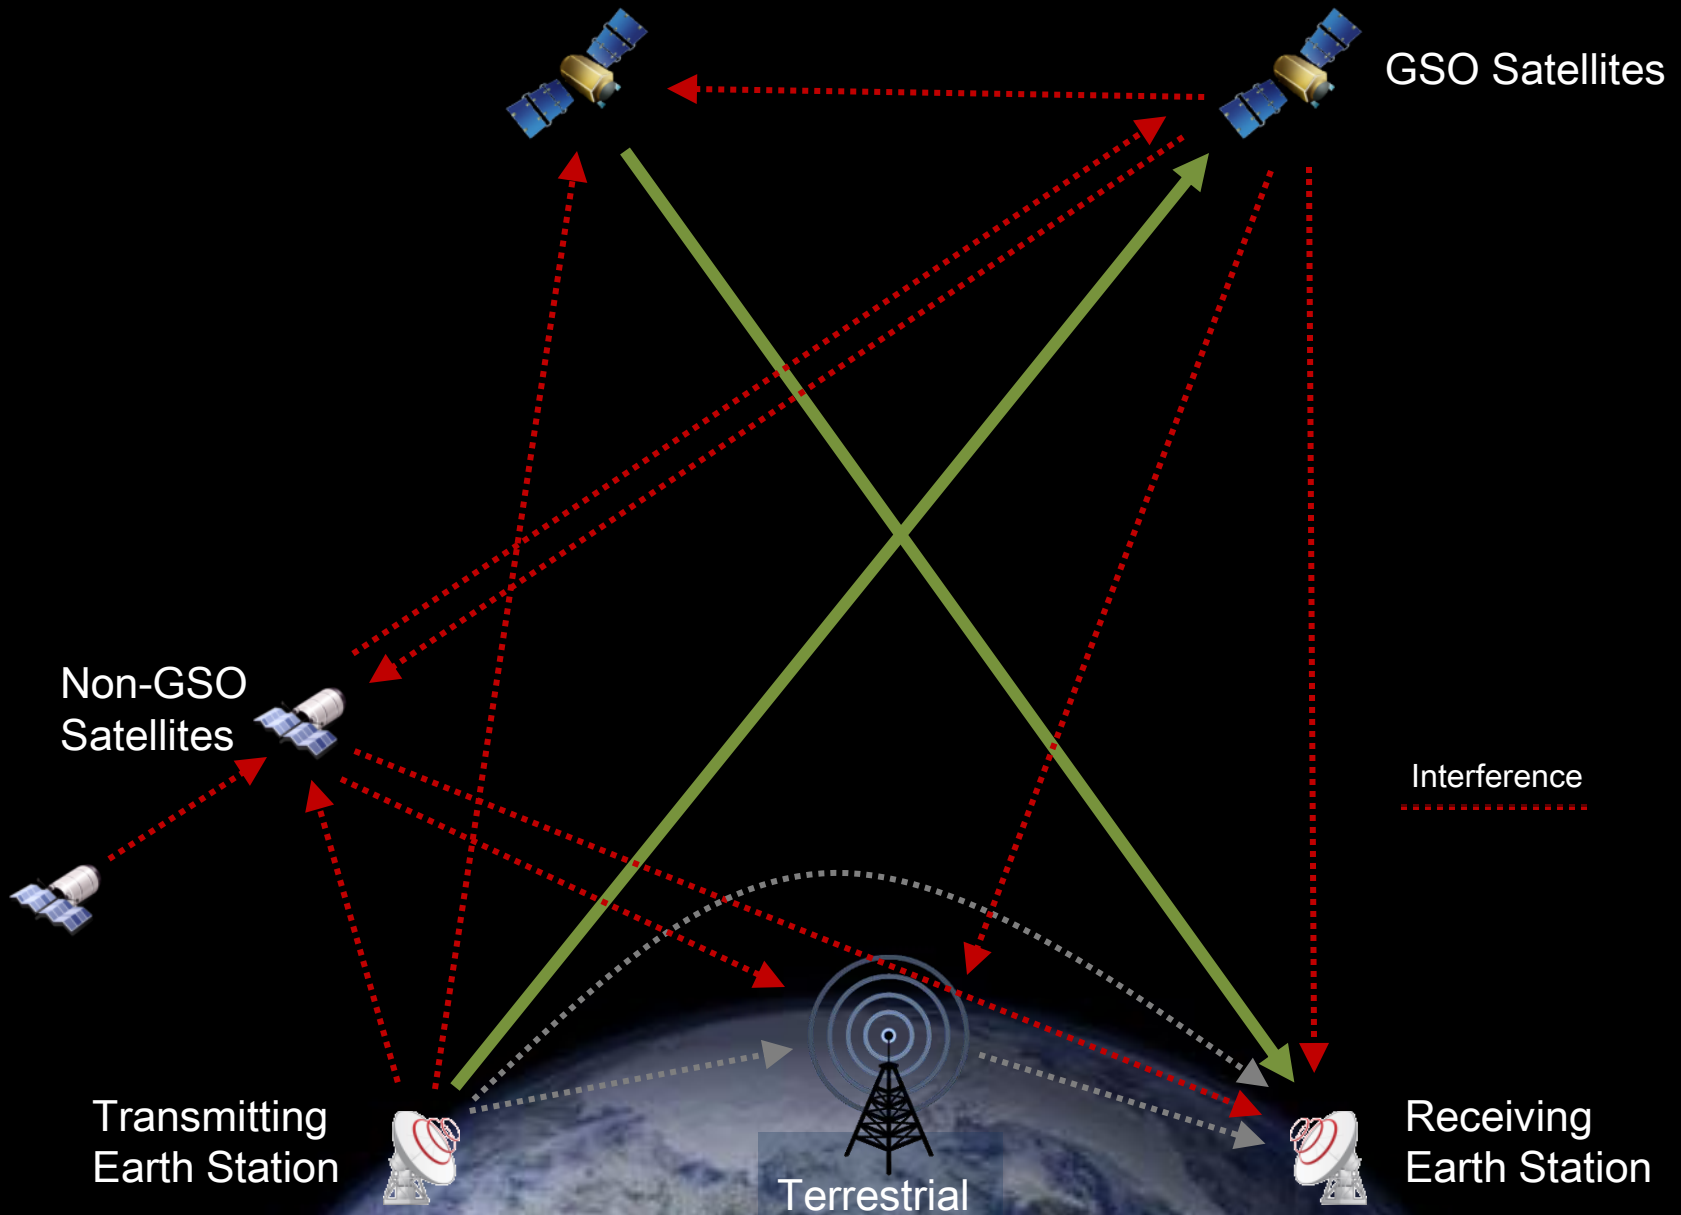 GSO Satellites
Non-GSO
Satellites
Interference
Transmitting
Earth Station
Receiving
Earth Station
Terrestrial